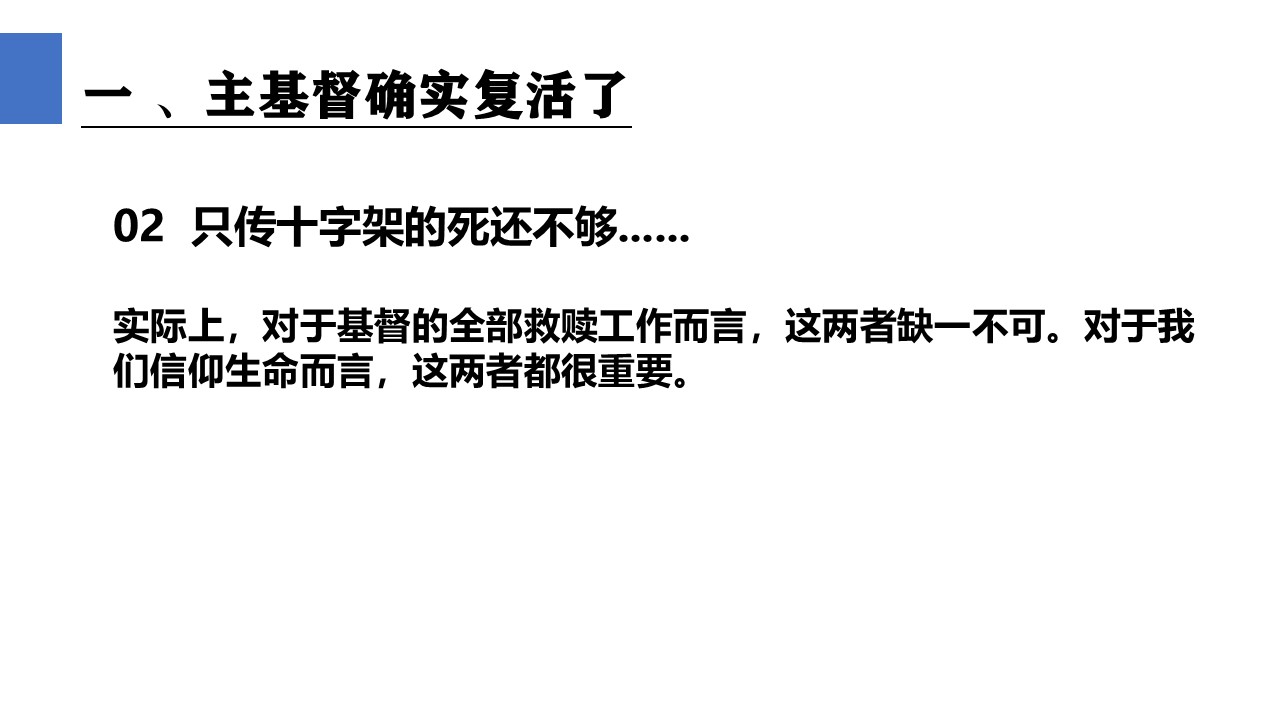 一 、主基督确实复活了
02 只传十字架的死还不够……
实际上，对于基督的全部救赎工作而言，这两者缺一不可。对于我
们信仰生命而言，这两者都很重要。